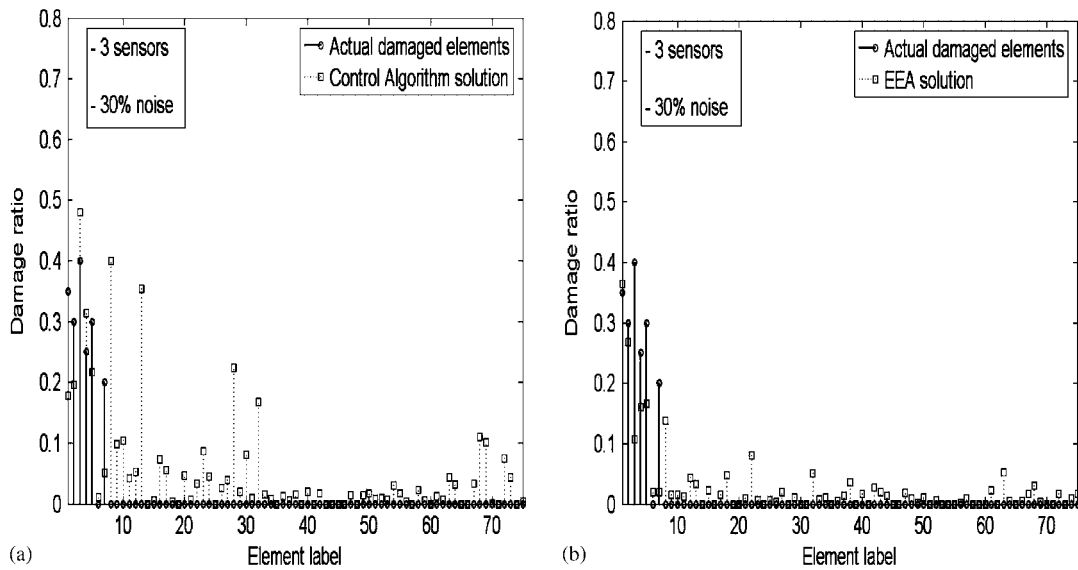 0.8
0.7
0.6
0.5
0.4
0.3
0.2
0.1
0
Damage ratio
- 3 sensors
- 30% noise
Actual damaged elements
Control Algorithm solution
10 20 30 40 50 60 70
(a) Element label
0.8
0.7
0.6
0.5
0.4
0.3
0.2
0.1
0
Damage ratio
- 3 sensors
- 30% noise
Actual damaged elements
EEA solution
10 20 30 40 50 60 70
(b) Element label